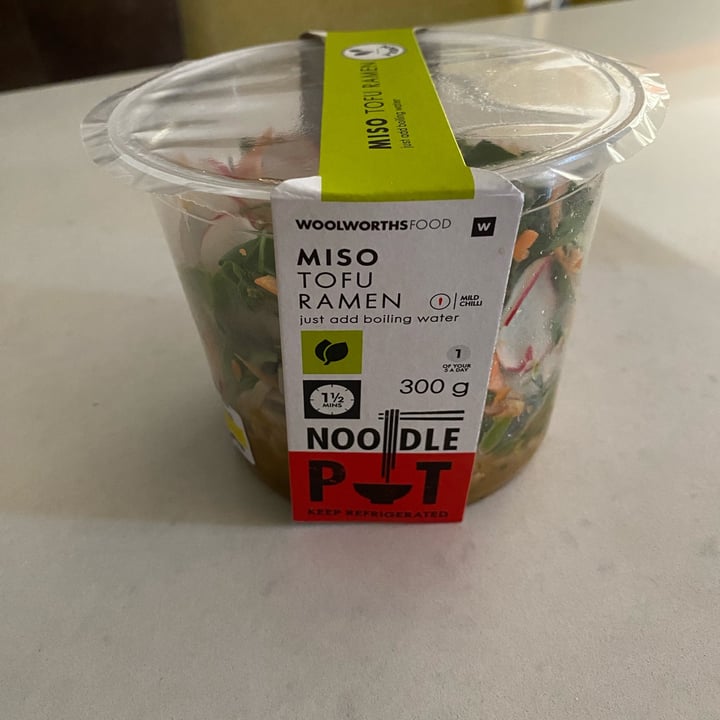 MISO TOFU RAMEN
just add boiling water
WOOLWORTHSFOOD W
MISO
TOFU
RAMEN
MILD
CHILLI
just add boiling water
1
OF YOUR
5 A DAY
300 g
1½
MINS
NOODLE
POT
KEEP REFRIGERATED